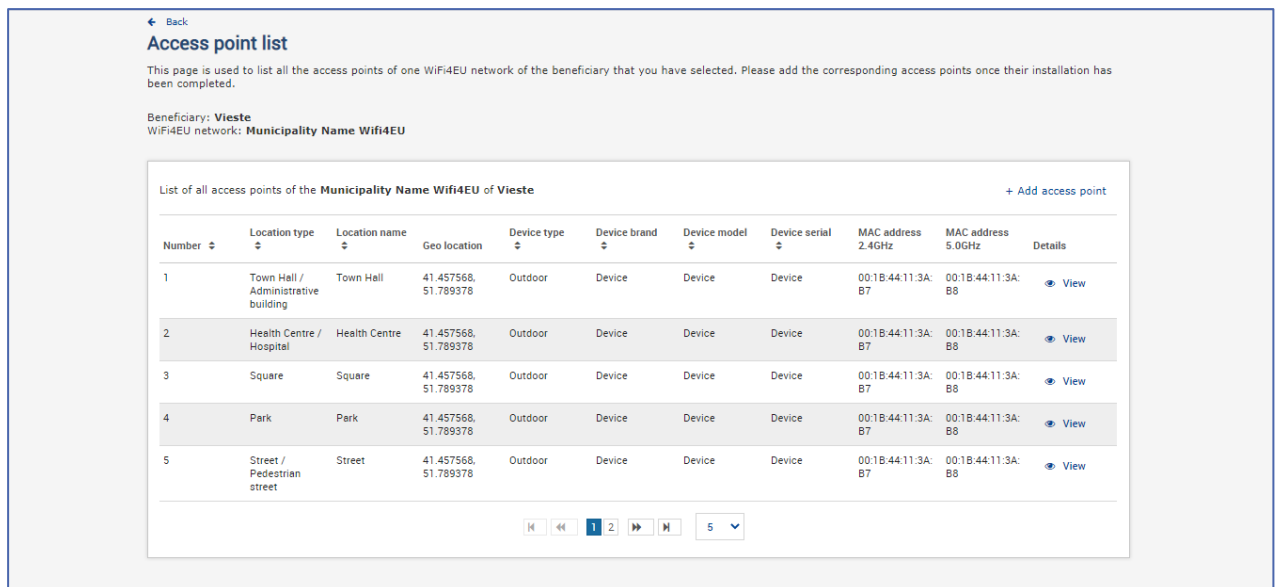 Back
Access point list
This page is used to list all the access points of one WiFi4EU network of the beneficiary that you have selected. Please add the corresponding access points once their installation has
been completed.
Beneficiary: Vieste
WiFi4EU network: Municipality Name Wifi4EU
List of all access points of the Municipality Name Wifi4EU of Vieste
+ Add access point
Number Location type Location name Geo location Device type Device brand Device model Device serial MAC address 2.4GHz MAC address 5.0GHz Details
1 Town Hall / Town Hall 41.457568, Outdoor Device Device Device 00:1B:44:11:3A: 00:1B:44:11:3A: View
Administrative 51.789378 B7 B8
building
2 Health Centre / Health Centre 41.457568, Outdoor Device Device Device 00:1B:44:11:3A: 00:1B:44:11:3A: View
Hospital 51.789378 B7 B8
3 Square Square 41.457568, Outdoor Device Device Device 00:1B:44:11:3A: 00:1B:44:11:3A: View
51.789378 B7 B8
4 Park Park 41.457568, Outdoor Device Device Device 00:1B:44:11:3A: 00:1B:44:11:3A: View
51.789378 B7 B8
5 Street / Street 41.457568, Outdoor Device Device Device 00:1B:44:11:3A: 00:1B:44:11:3A: View
Pedestrian 51.789378 B7 B8
street
1 2 5